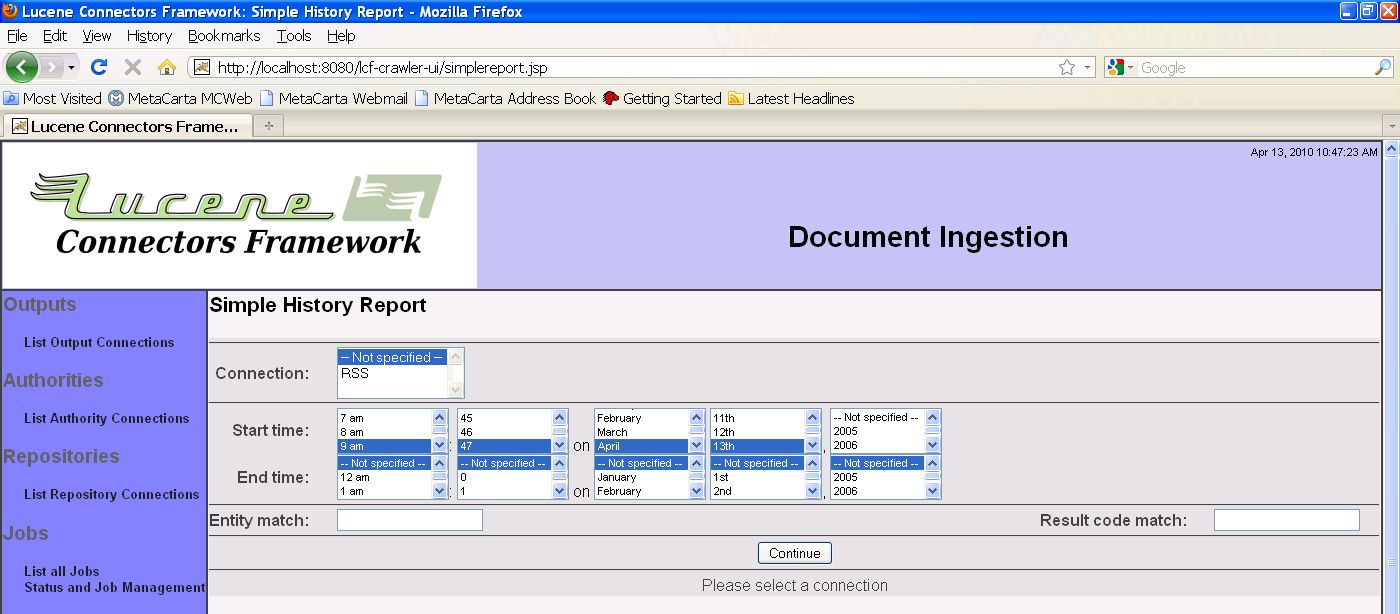 Lucene Connectors Framework: Simple History Report - Mozilla Firefox
File Edit View History Bookmarks Tools Help
http://localhost:8080/lcf-crawler-ui/simplereport.jsp Google
Most Visited MetaCarta MCWeb MetaCarta Webmail MetaCarta Address Book Getting Started Latest Headlines
Lucene Connectors Frame...
Apr 13, 2010 10:47:23 AM
Lucene
Connectors Framework
Document Ingestion
Outputs
List Output Connections
Authorities
List Authority Connections
Repositories
List Repository Connections
Jobs
List all Jobs
Status and Job Management
Simple History Report
Connection:
-- Not specified --
RSS
Start time:
7 am
8 am
9 am
:
45
46
47
on
February
March
April
11th
12th
13th
,
-- Not specified --
2005
2006
End time:
-- Not specified --
12 am
1 am
:
-- Not specified --
0
1
on
-- Not specified --
January
February
-- Not specified --
1st
2nd
,
-- Not specified --
2005
2006
Entity match:
Result code match:
Continue
Please select a connection